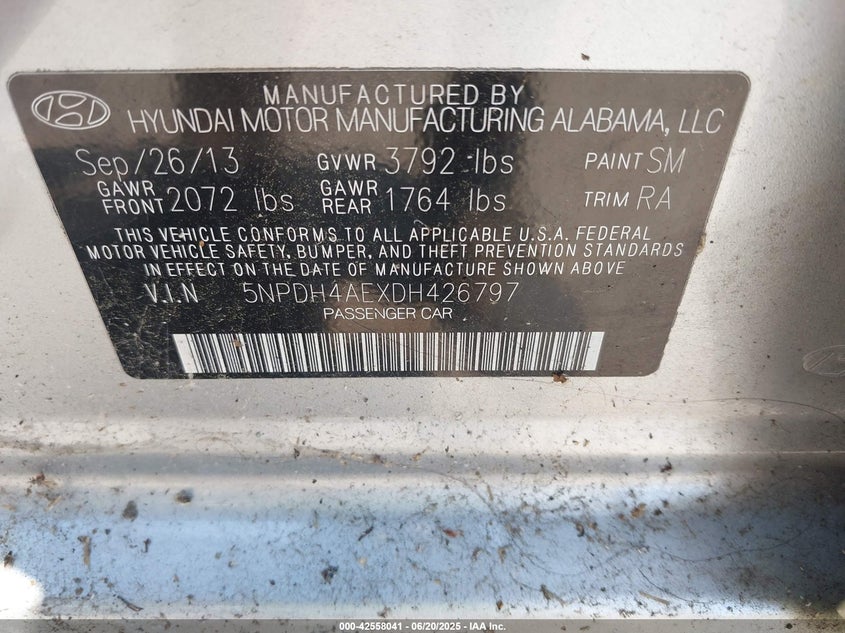 MANUFACTURED BY
HYUNDAI MOTOR MANUFACTURING ALABAMA, LLC
Sep/26/13 GVWR 3792 lbs PAINT SM
GAWR FRONT 2072 lbs GAWR REAR 1764 lbs TRIM RA
THIS VEHICLE CONFORMS TO ALL APPLICABLE U.S.A. FEDERAL
MOTOR VEHICLE SAFETY, BUMPER, AND THEFT PREVENTION STANDARDS
IN EFFECT ON THE DATE OF MANUFACTURE SHOWN ABOVE
V.I.N 5NPDH4AEXDH426797
PASSENGER CAR
000-42558041 - 06/20/2025 - IAA Inc.